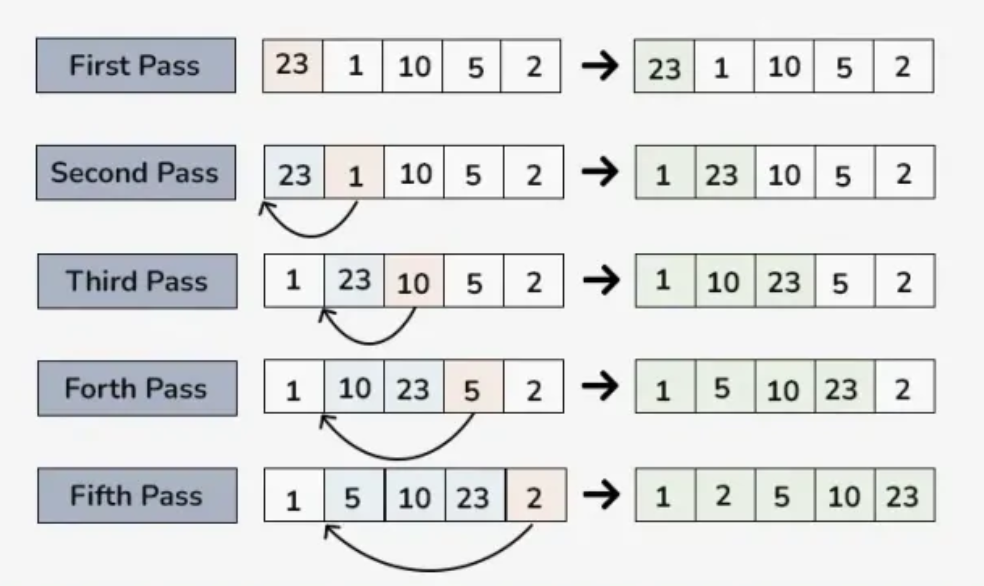 First Pass 23 1 10 5 2 → 23 1 10 5 2
Second Pass 23 1 10 5 2 → 1 23 10 5 2
Third Pass 1 23 10 5 2 → 1 10 23 5 2
Forth Pass 1 10 23 5 2 → 1 5 10 23 2
Fifth Pass 1 5 10 23 2 → 1 2 5 10 23